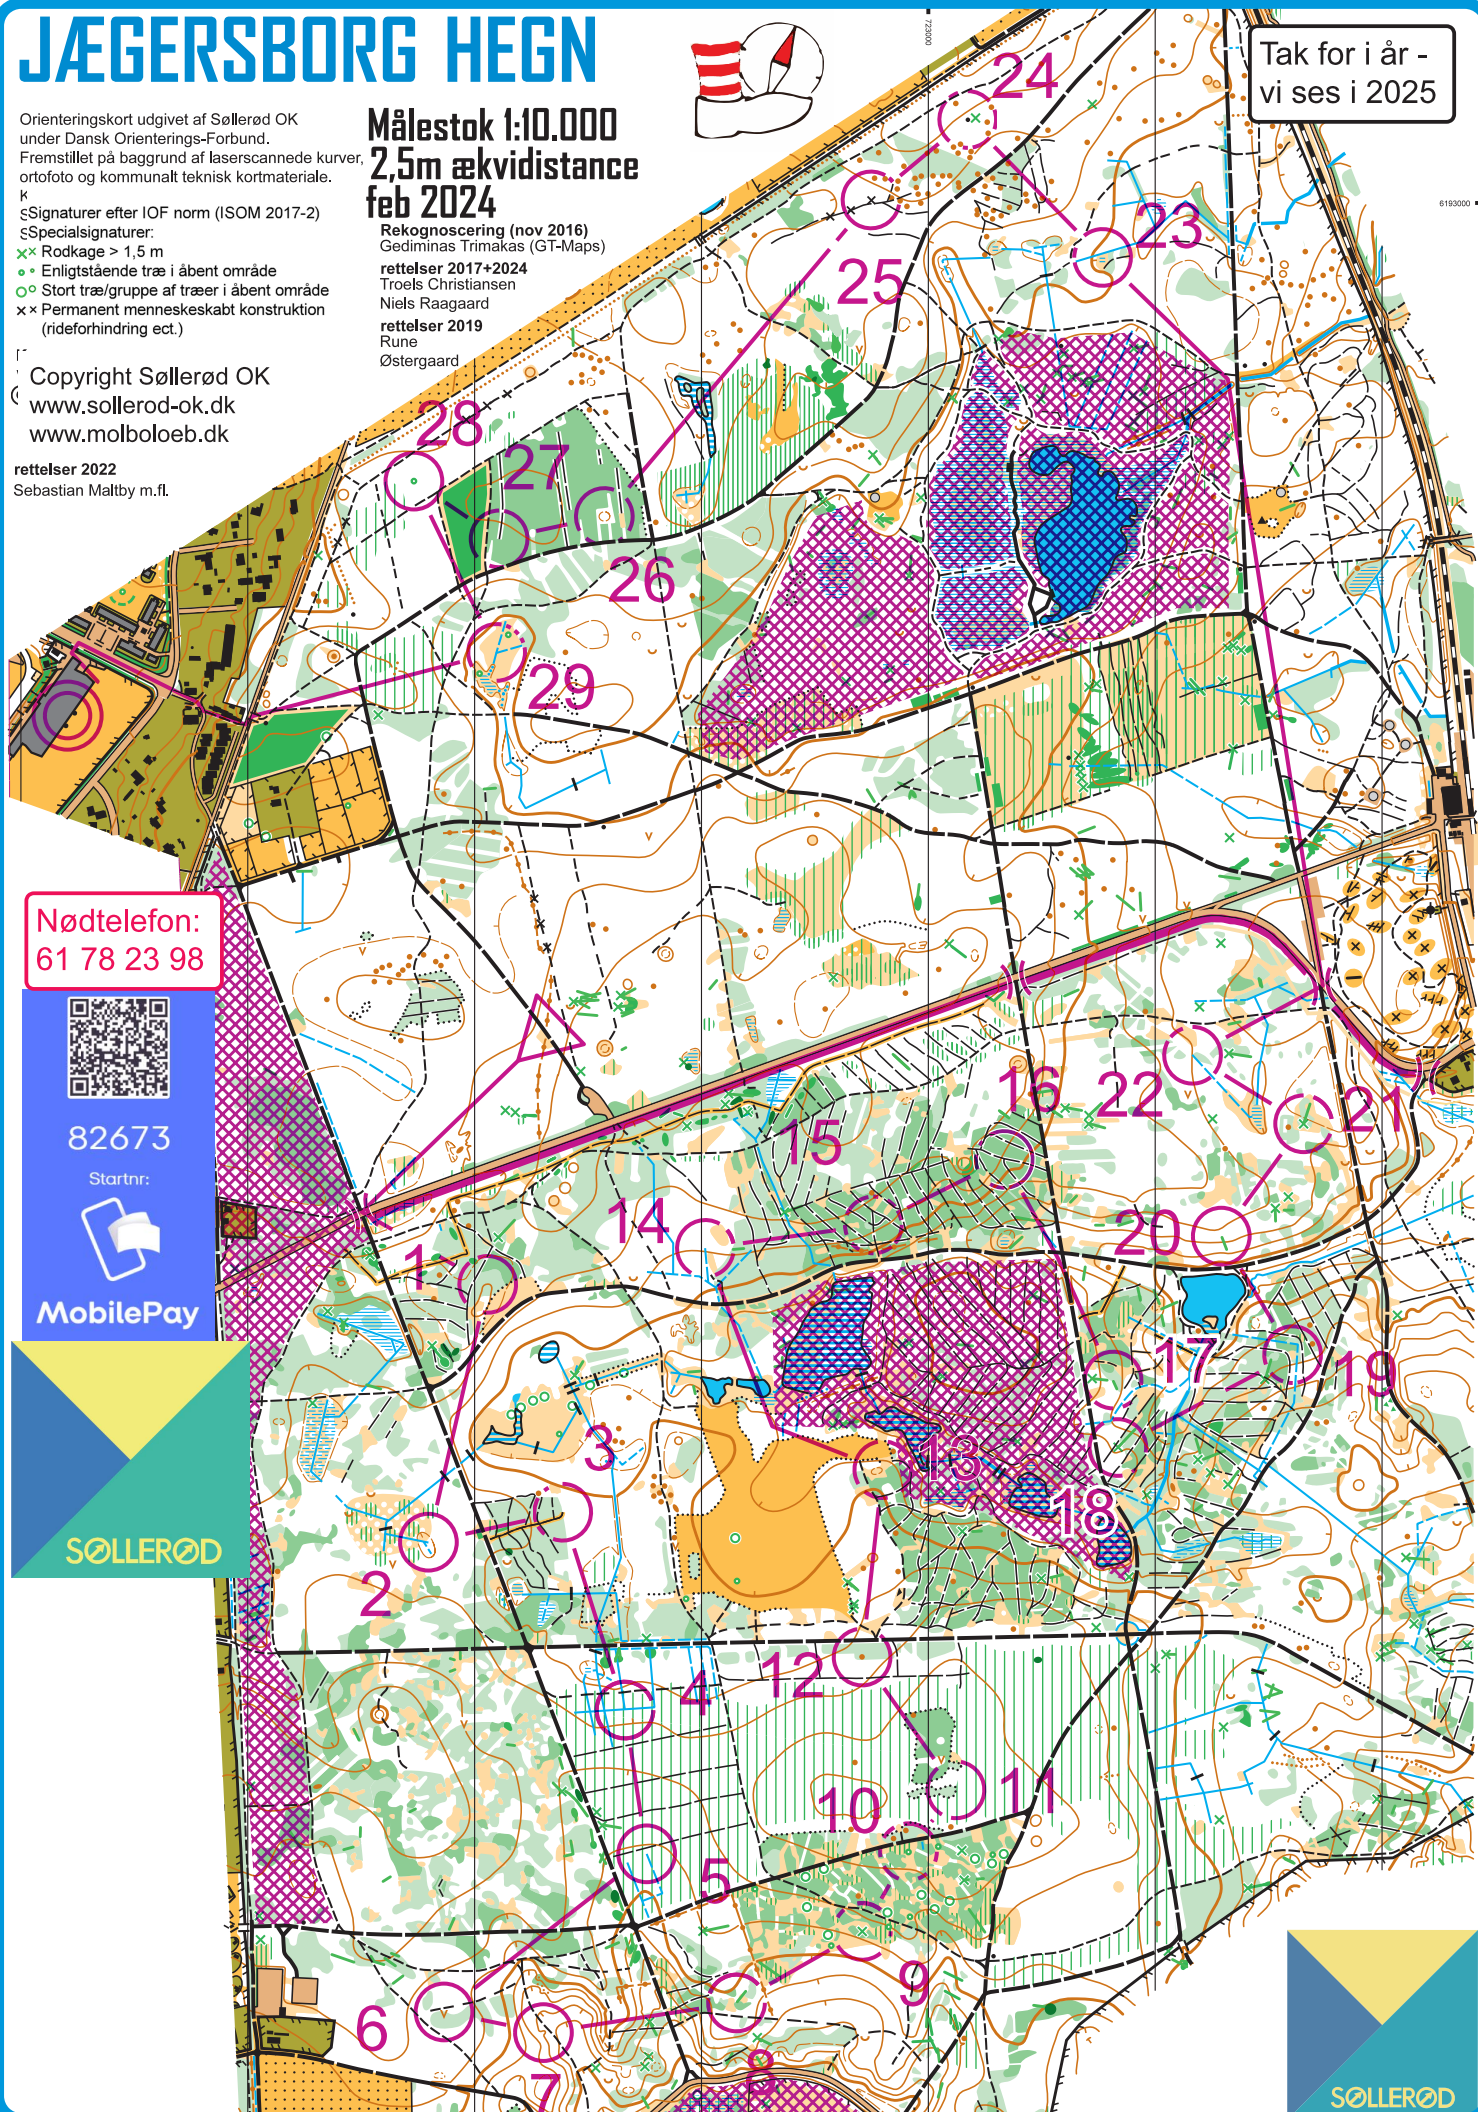 JÆGERSBORG HEGN
Orienteringskort udgivet af Søllerød OK
under Dansk Orienterings-Forbund.
Fremstillet på baggrund af laserscannede kurver,
ortofoto og kommunalt teknisk kortmateriale.
K
S Signaturer efter IOF norm (ISOM 2017-2)
S Specialsignaturer:
Rodkage > 1,5 m
Enligtstående træ i åbent område
Stort træ/gruppe af træer i åbent område
Permanent menneskeskabt konstruktion
(rideforhindring ect.)
Copyright Søllerød OK
www.sollerod-ok.dk
www.molboloeb.dk
rettelser 2022
Sebastian Maltby m.fl.
Målestok 1:10.000
2,5m ækvidistance
feb 2024
Rekognoscering (nov 2016)
Gediminas Trimakas (GT-Maps)
rettelser 2017+2024
Troels Christiansen
Niels Raagaard
rettelser 2019
Rune
Østergaard
723000
Tak for i år -
vi ses i 2025
6193000
24
23
25
28
27
26
29
Nødtelefon:
61 78 23 98
82673
Startnr:
MobilePay
SØLLERØD
16
22
21
15
14
20
1
17
19
3
13
18
2
4
12
10
11
5
9
6
7
8
SØLLERØD